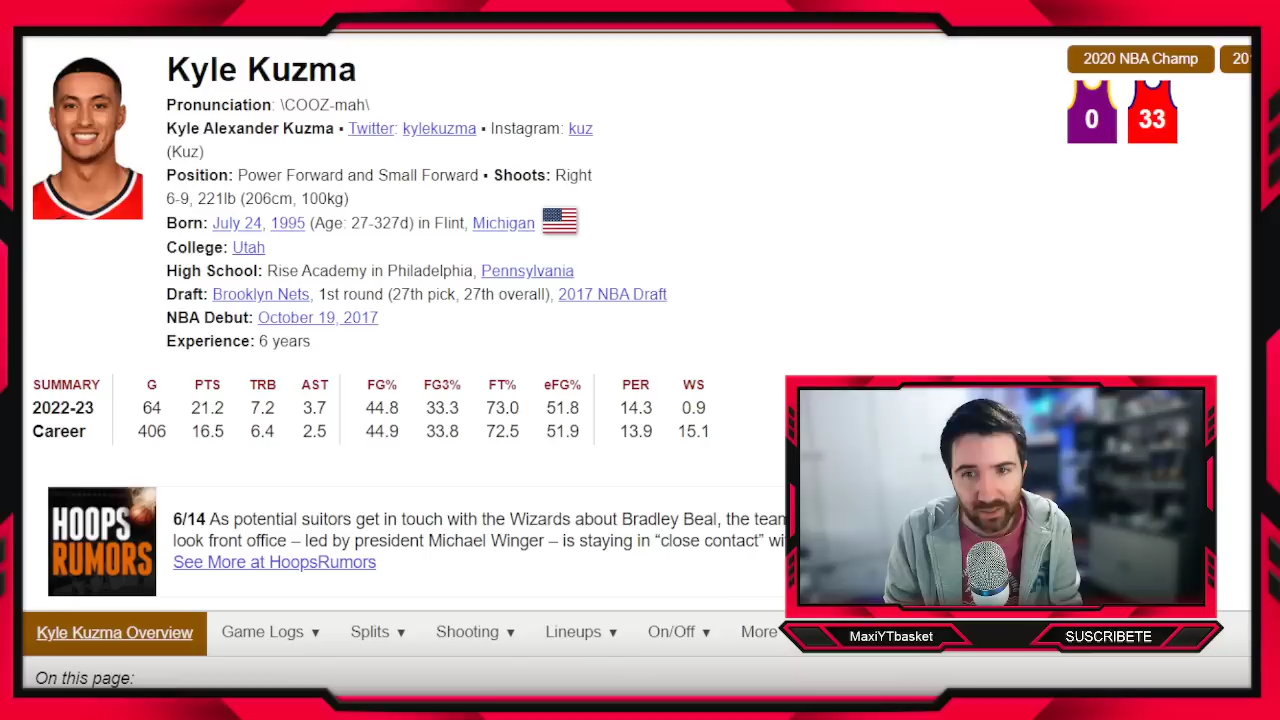 Kyle Kuzma
Pronunciation: \COOZ-mah\
Kyle Alexander Kuzma ▪ Twitter: kylekuzma ▪ Instagram: kuz
(Kuz)
Position: Power Forward and Small Forward ▪ Shoots: Right
6-9, 221lb (206cm, 100kg)
Born: July 24, 1995 (Age: 27-327d) in Flint, Michigan
College: Utah
High School: Rise Academy in Philadelphia, Pennsylvania
Draft: Brooklyn Nets, 1st round (27th pick, 27th overall), 2017 NBA Draft
NBA Debut: October 19, 2017
Experience: 6 years
2020 NBA Champ 20
0 33
SUMMARY G PTS TRB AST FG% FG3% FT% eFG% PER WS
2022-23 64 21.2 7.2 3.7 44.8 33.3 73.0 51.8 14.3 0.9
Career 406 16.5 6.4 2.5 44.9 33.8 72.5 51.9 13.9 15.1
HOOPS
RUMORS
6/14 As potential suitors get in touch with the Wizards about Bradley Beal, the team
look front office – led by president Michael Winger – is staying in “close contact”
See More at HoopsRumors
Kyle Kuzma Overview Game Logs ▼ Splits ▼ Shooting ▼ Lineups ▼ On/Off ▼ More
On this page:
MaxiYTbasket SUSCRIBETE